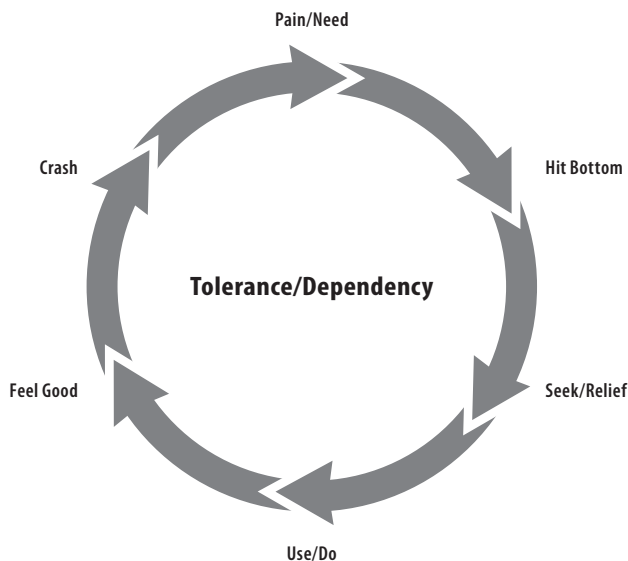 Pain/Need
Crash
Hit Bottom
Tolerance/Dependency
Feel Good
Seek/Relief
Use/Do